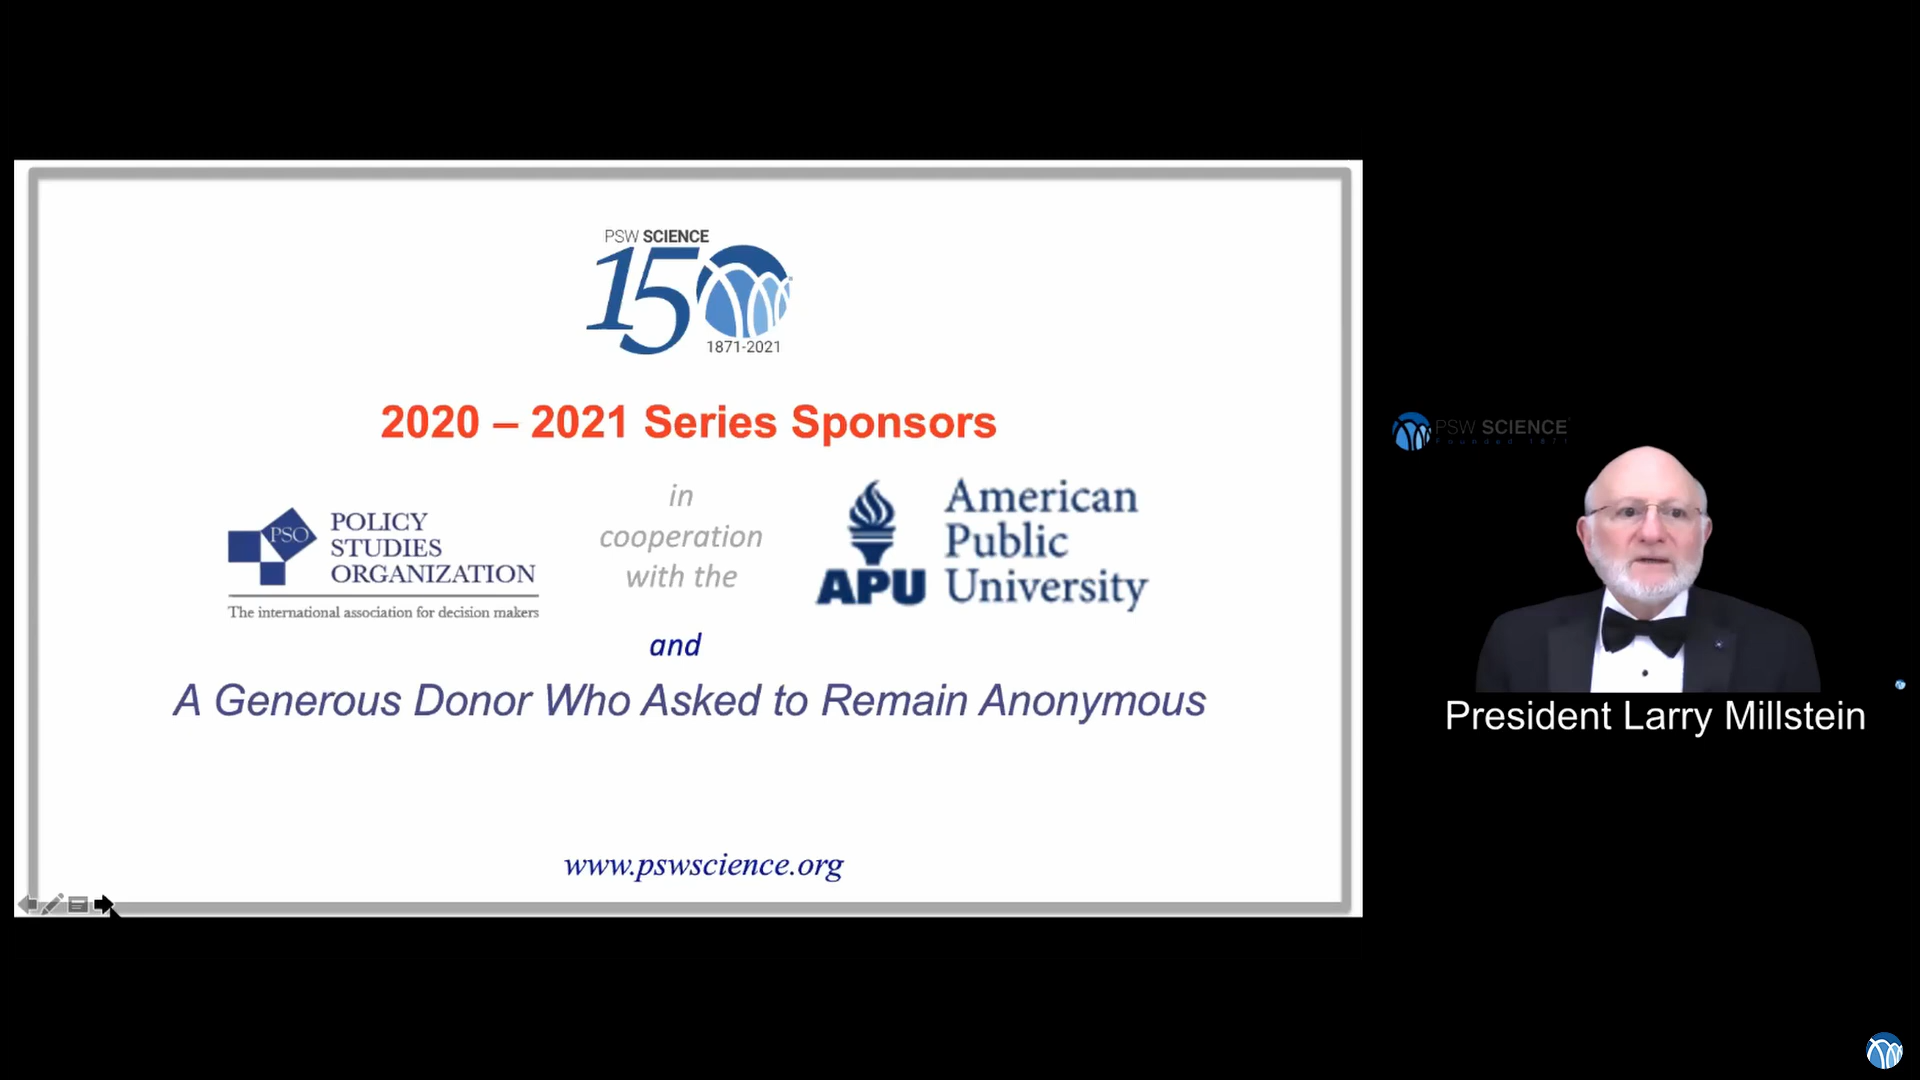 PSW SCIENCE
150
1871-2021
2020 – 2021 Series Sponsors
PSO
POLICY
STUDIES
ORGANIZATION
The international association for decision makers
in
cooperation
with the
APU
American
Public
University
and
A Generous Donor Who Asked to Remain Anonymous
www.pswscience.org
PSW SCIENCE
Founded 1871
President Larry Millstein